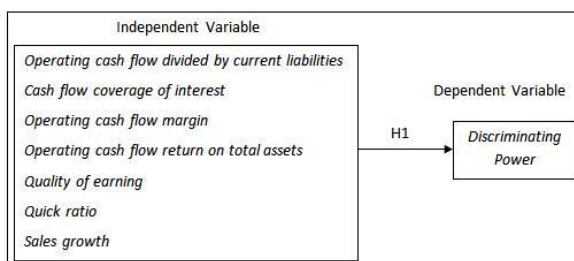 Independent Variable
Operating cash flow divided by current liabilities
Cash flow coverage of interest
Operating cash flow margin
Operating cash flow return on total assets
Quality of earning
Quick ratio
Sales growth
H1
Dependent Variable
Discriminating
Power